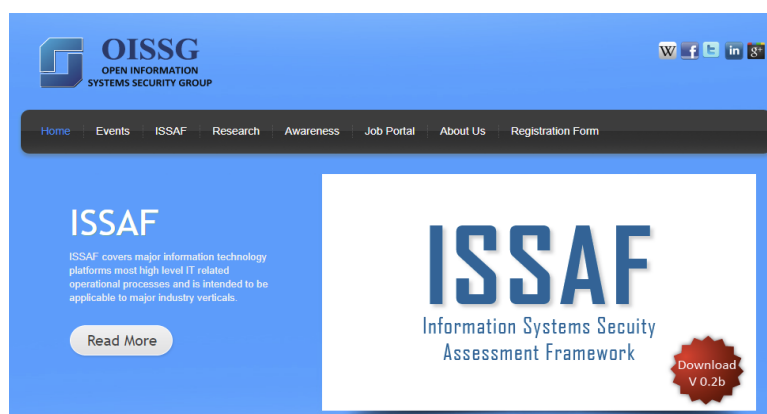 OISSG
OPEN INFORMATION
SYSTEMS SECURITY GROUP
W f t in g+
Home Events ISSAF Research Awareness Job Portal About Us Registration Form
ISSAF
ISSAF covers major information technology
platforms most high level IT related
operational processes and is intended to be
applicable to major industry verticals.
Read More
ISSAF
Information Systems Secuity
Assessment Framework
Download
V 0.2b